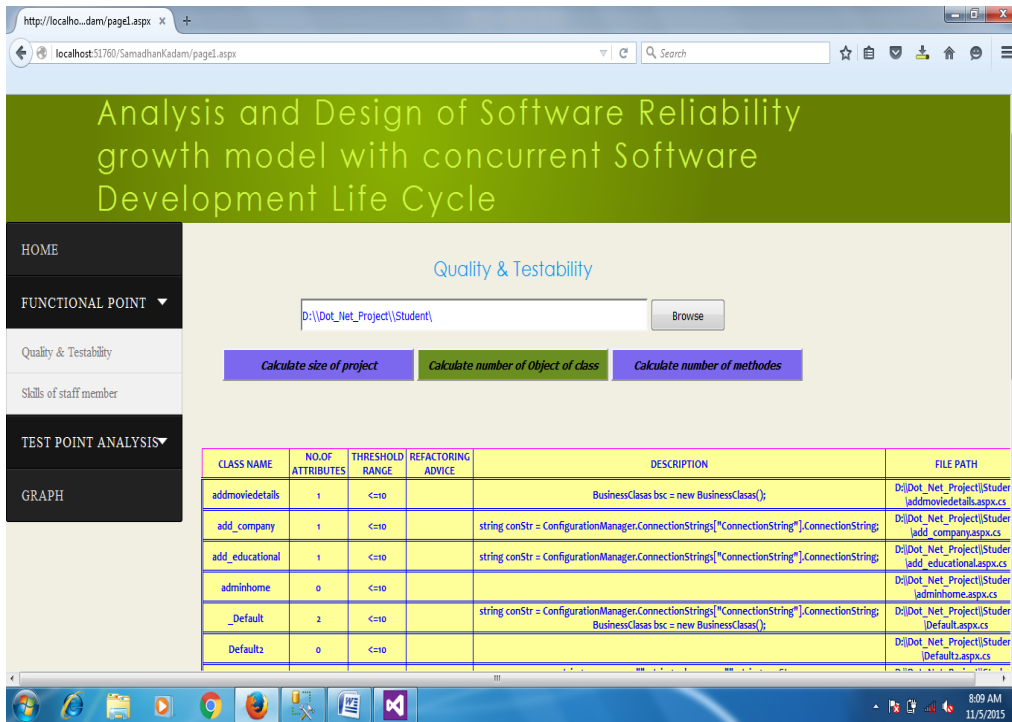 http://localho...dam/page1.aspx × +
localhost:51760/SamadhanKadam/page1.aspx
Search
Analysis and Design of Software Reliability
growth model with concurrent Software
Development Life Cycle
HOME
FUNCTIONAL POINT
Quality & Testability
Skills of staff member
TEST POINT ANALYSIS
GRAPH
Quality & Testability
D:\\Dot_Net_Project\\Student\
Browse
Calculate size of project
Calculate number of Object of class
Calculate number of methodes
CLASS NAME
NO.OF
ATTRIBUTES
THRESHOLD
RANGE
REFACTORING
ADVICE
DESCRIPTION
FILE PATH
addmoviedetails
1
<=10
BusinessClasas bsc = new BusinessClasas();
D:\\Dot_Net_Project\\Studen
\addmoviedetails.aspx.cs
add_company
1
<=10
string conStr = ConfigurationManager.ConnectionStrings["ConnectionString"].ConnectionString;
D:\\Dot_Net_Project\\Studen
\add_company.aspx.cs
add_educational
1
<=10
string conStr = ConfigurationManager.ConnectionStrings["ConnectionString"].ConnectionString;
D:\\Dot_Net_Project\\Studen
\add_educational.aspx.cs
adminhome
0
<=10
D:\\Dot_Net_Project\\Studen
\adminhome.aspx.cs
_Default
2
<=10
string conStr = ConfigurationManager.ConnectionStrings["ConnectionString"].ConnectionString;
BusinessClasas bsc = new BusinessClasas();
D:\\Dot_Net_Project\\Studen
\Default.aspx.cs
Default2
0
<=10
D:\\Dot_Net_Project\\Studen
\Default2.aspx.cs
8:09 AM
11/5/2015